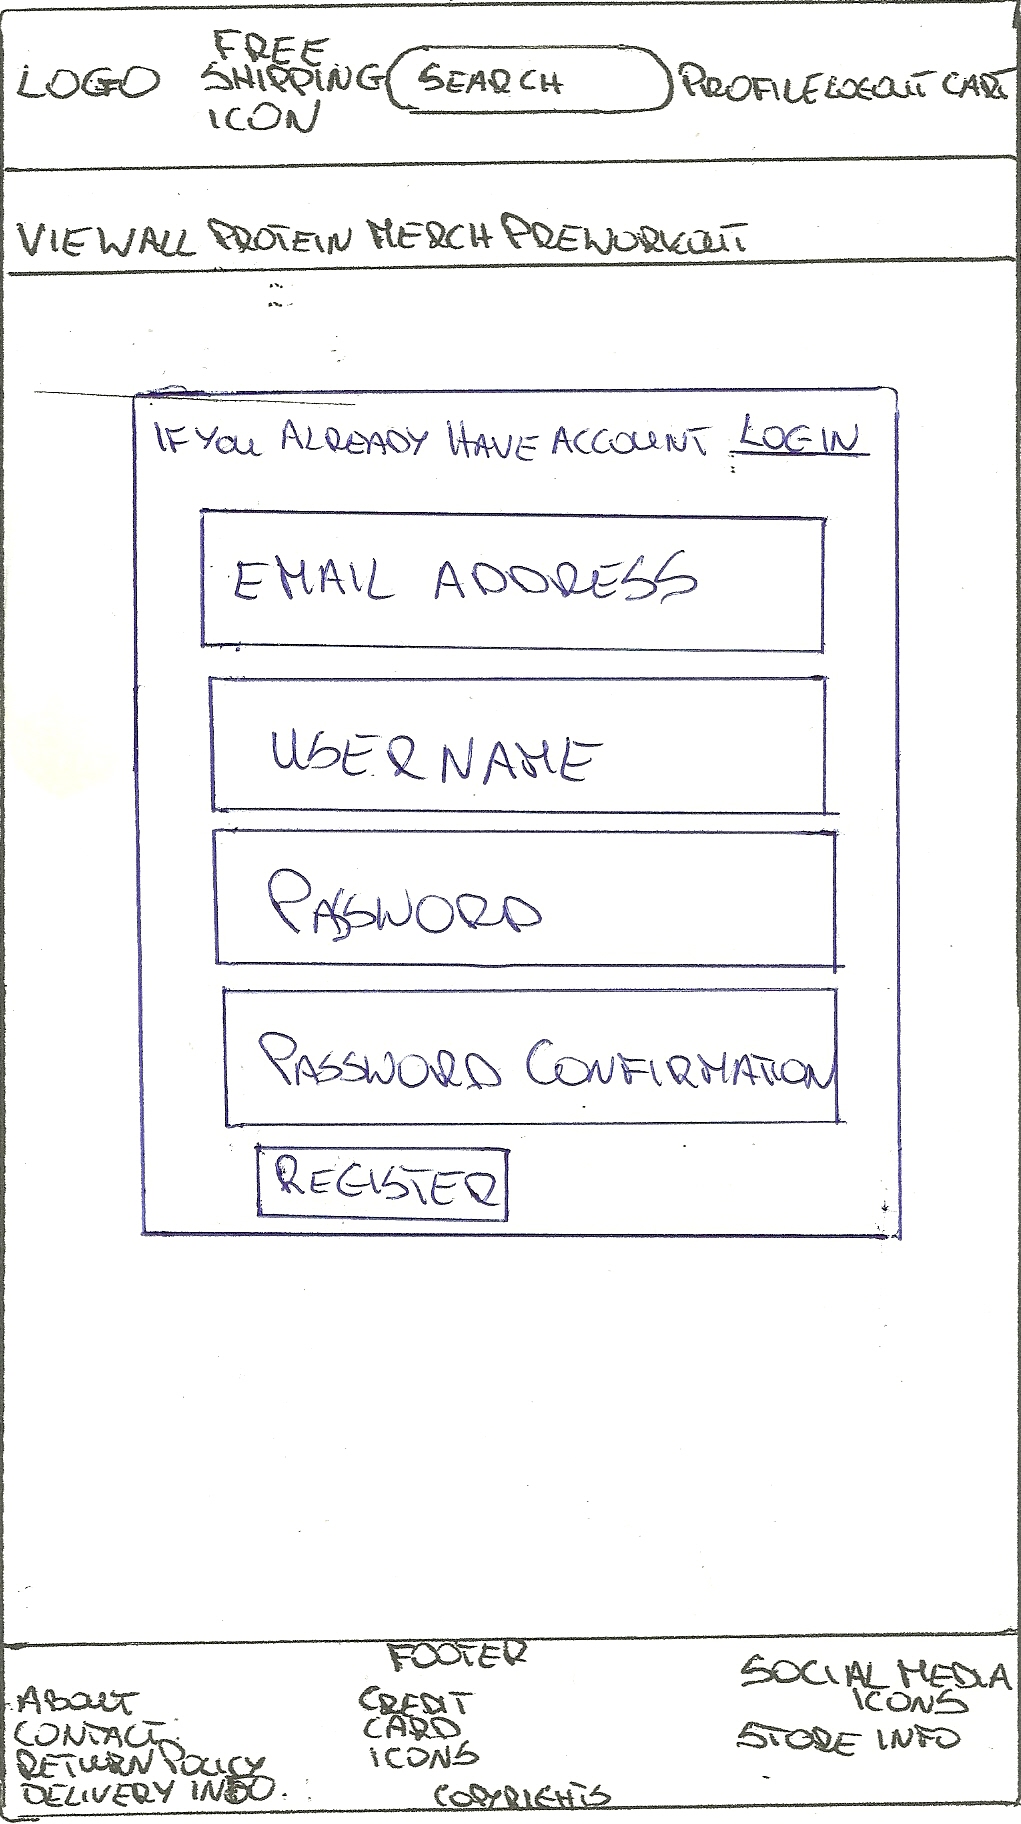 LOGO
FREE
SHIPPING
ICON
SEARCH
PROFILE LOGOUT CART
VIEW ALL PROTEIN MERCH PREWORKOUT
IF YOU ALREADY HAVE ACCOUNT LOGIN
EMAIL ADDRESS
USERNAME
PASSWORD
PASSWORD CONFIRMATION
REGISTER
FOOTER
ABOUT
CONTACT
RETURN POLICY
DELIVERY INFO.
CREDIT
CARD
ICONS
COPYRIGHTS
SOCIAL MEDIA
ICONS
STORE INFO